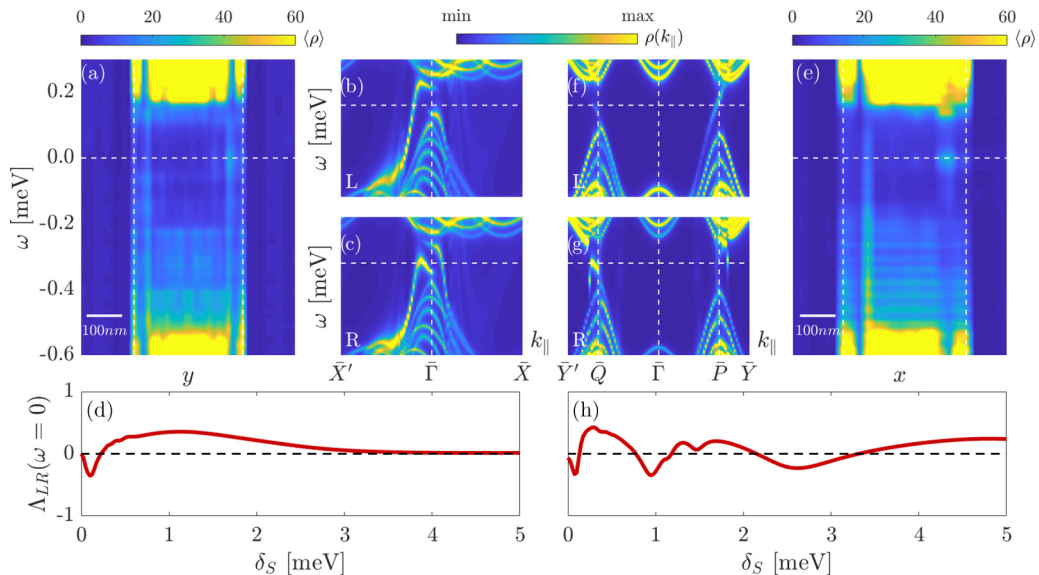 0 20 40 60
⟨ρ⟩
min max
ρ(k∥)
0 20 40 60
⟨ρ⟩
(a)
0.2
0.0
-0.2
-0.4
-0.6
ω [meV]
100nm
y
(b)
ω [meV]
L
(c)
ω [meV]
R
k∥
X̄′ Γ̄ X̄
(f)
L
(g)
R
k∥
Ȳ′ Q̄ Γ̄ P̄ Ȳ
(e)
100nm
x
(d)
1
0
-1
Λ_LR(ω = 0)
0 1 2 3 4 5
δ_S [meV]
(h)
0 1 2 3 4 5
δ_S [meV]